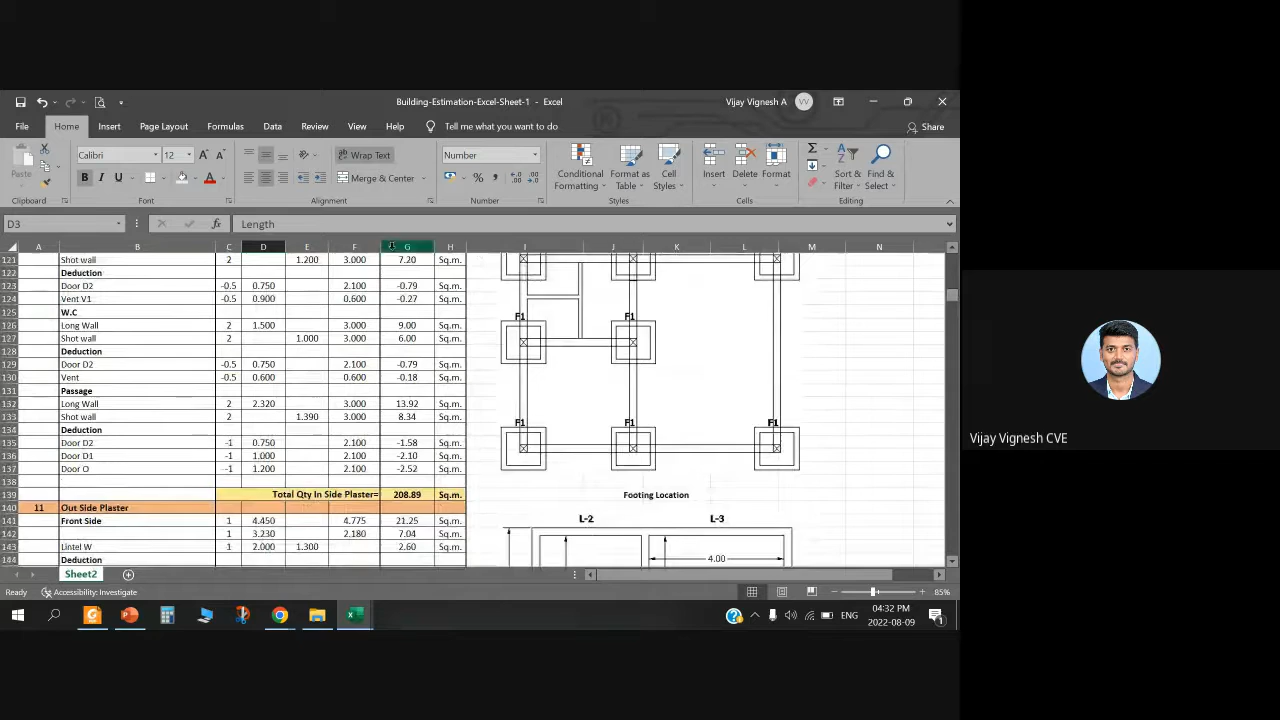 Building-Estimation-Excel-Sheet-1 - Excel
Vijay Vignesh A
VV
File Home Insert Page Layout Formulas Data Review View Help Tell me what you want to do
Share
Paste
Calibri 12
Wrap Text
Number
Conditional Formatting
Format as Table
Cell Styles
Insert Delete Format
Sort & Filter
Find & Select
B I U
Merge & Center
Clipboard Font Alignment Number Styles Cells Editing
D3 fx Length
A B C D E F G H I J K L M N
121 Shot wall 2 1.200 3.000 7.20 Sq.m.
122 Deduction
123 Door D2 -0.5 0.750 2.100 -0.79 Sq.m.
124 Vent V1 -0.5 0.900 0.600 -0.27 Sq.m.
125 W.C
126 Long Wall 2 1.500 3.000 9.00 Sq.m.
127 Shot wall 2 1.000 3.000 6.00 Sq.m.
128 Deduction
129 Door D2 -0.5 0.750 2.100 -0.79 Sq.m.
130 Vent -0.5 0.600 0.600 -0.18 Sq.m.
131 Passage
132 Long Wall 2 2.320 3.000 13.92 Sq.m.
133 Shot wall 2 1.390 3.000 8.34 Sq.m.
134 Deduction
135 Door D2 -1 0.750 2.100 -1.58 Sq.m.
136 Door D1 -1 1.000 2.100 -2.10 Sq.m.
137 Door O -1 1.200 2.100 -2.52 Sq.m.
138
139 Total Qty In Side Plaster= 208.89 Sq.m.
140 11 Out Side Plaster
141 Front Side 1 4.450 4.775 21.25 Sq.m.
142 1 3.230 2.180 7.04 Sq.m.
143 Lintel W 1 2.000 1.300 2.60 Sq.m.
144 Deduction
F1 F1
F1 F1 F1
Footing Location
L-2 L-3
4.00
Sheet2
Ready Accessibility: Investigate
85%
ENG
04:32 PM
2022-08-09
Vijay Vignesh CVE